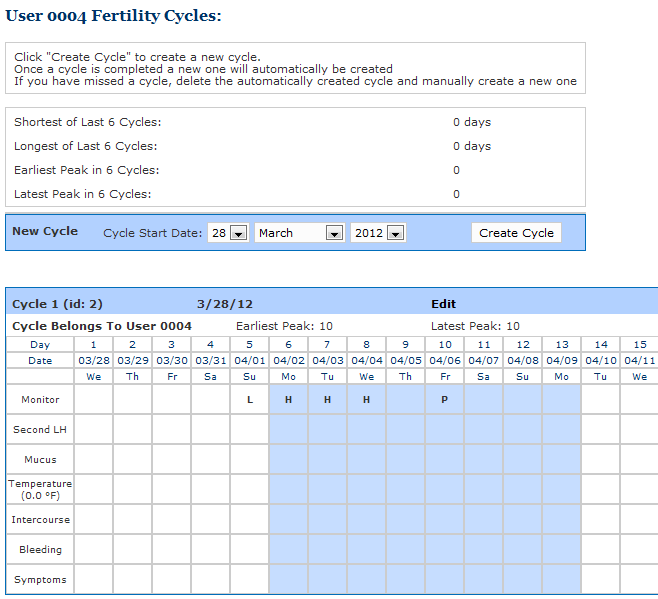 User 0004 Fertility Cycles:
Click "Create Cycle" to create a new cycle.
Once a cycle is completed a new one will automatically be created
If you have missed a cycle, delete the automatically created cycle and manually create a new one
Shortest of Last 6 Cycles: 0 days
Longest of Last 6 Cycles: 0 days
Earliest Peak in 6 Cycles: 0
Latest Peak in 6 Cycles: 0
New Cycle Cycle Start Date: 28 March 2012 Create Cycle
Cycle 1 (id: 2) 3/28/12 Edit
Cycle Belongs To User 0004 Earliest Peak: 10 Latest Peak: 10
Day 1 2 3 4 5 6 7 8 9 10 11 12 13 14 15
Date 03/28 03/29 03/30 03/31 04/01 04/02 04/03 04/04 04/05 04/06 04/07 04/08 04/09 04/10 04/11
We Th Fr Sa Su Mo Tu We Th Fr Sa Su Mo Tu We
Monitor L H H H P
Second LH
Mucus
Temperature
(0.0 ºF)
Intercourse
Bleeding
Symptoms